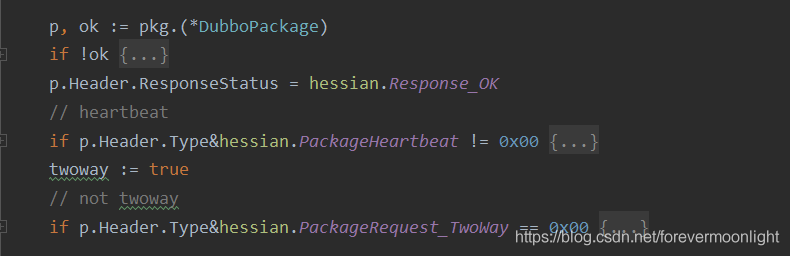 p, ok := pkg.(*DubboPackage)
if !ok {...}
p.Header.ResponseStatus = hessian.Response_OK
// heartbeat
if p.Header.Type&hessian.PackageHeartbeat != 0x00 {...}
twoway := true
// not twoway
if p.Header.Type&hessian.PackageRequest_TwoWay == 0x00 {...}
https://blog.csdn.net/forevermoonlight